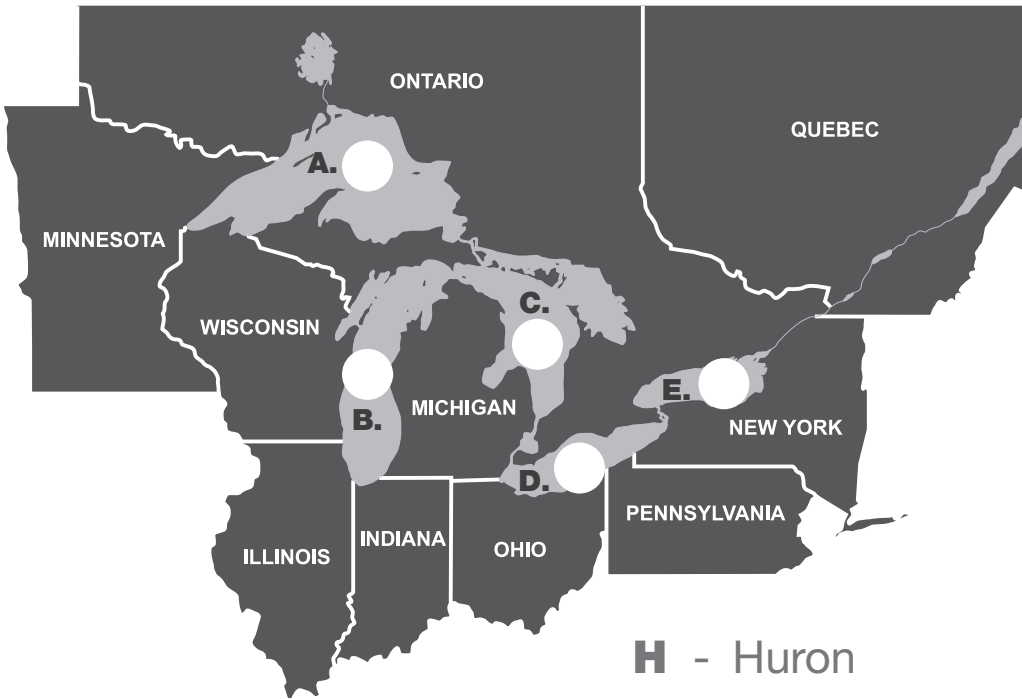 ONTARIO
QUEBEC
A.
MINNESOTA
WISCONSIN
C.
B.
MICHIGAN
E.
NEW YORK
D.
PENNSYLVANIA
ILLINOIS
INDIANA
OHIO
H - Huron